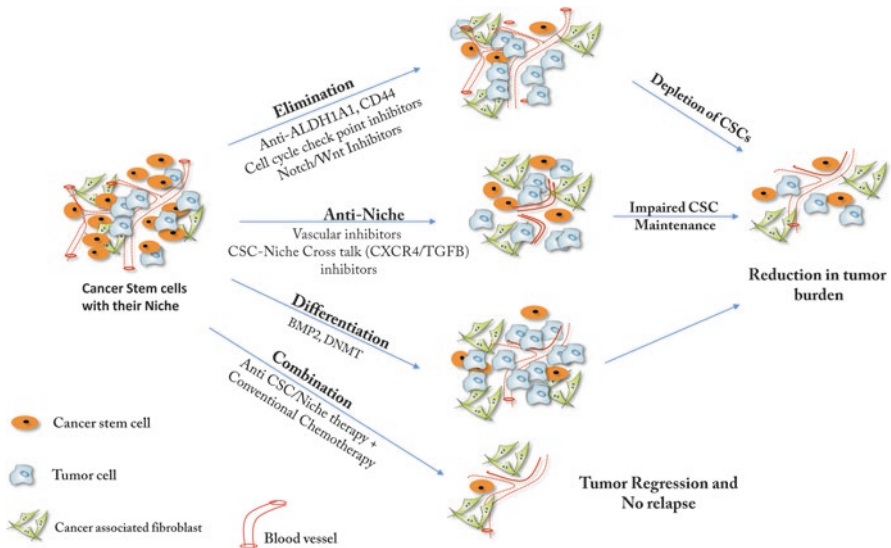 Elimination
Anti-ALDH1A1, CD44
Cell cycle check point inhibitors
Notch/Wnt Inhibitors
Depletion of CSCs
Anti-Niche
Vascular inhibitors
CSC-Niche Cross talk (CXCR4/TGFB)
inhibitors
Impaired CSC
Maintenance
Cancer Stem cells
with their Niche
Reduction in tumor
burden
Differentiation
BMP2, DNMT
Combination
Anti CSC/Niche therapy +
Conventional Chemotherapy
Tumor Regression and
No relapse
Cancer stem cell
Tumor cell
Cancer associated fibroblast
Blood vessel